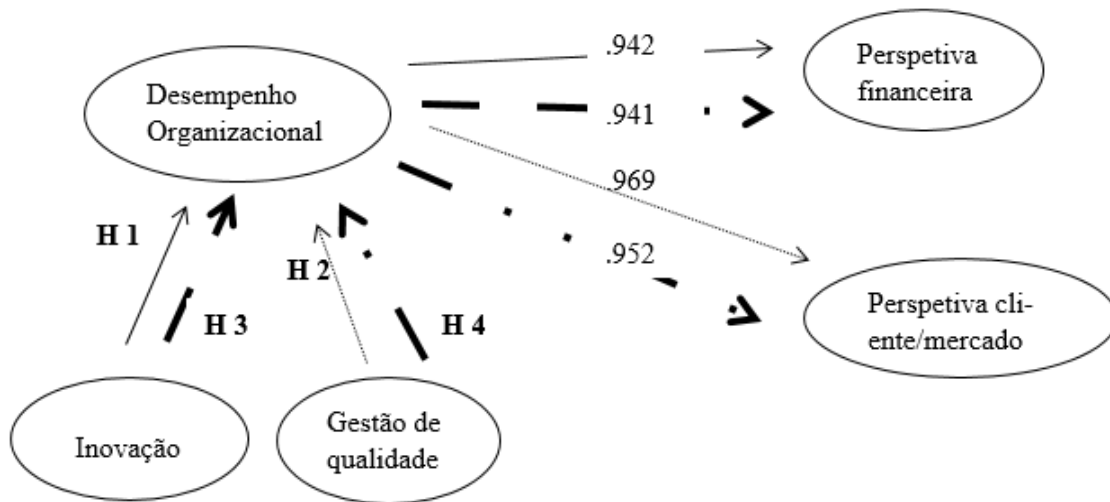 Desempenho
Organizacional
.942
Perspetiva
financeira
.941
.969
.952
H 1
H 2
H 3
H 4
Perspetiva cli-
ente/mercado
Inovação
Gestão de
qualidade